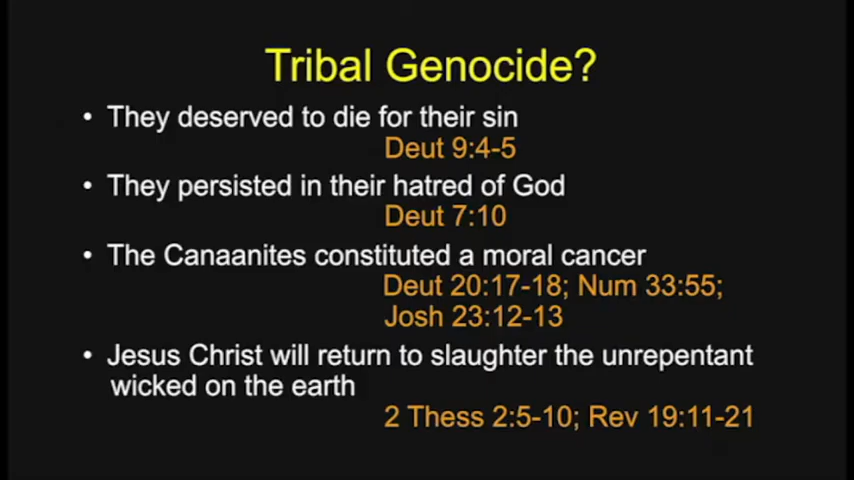 Tribal Genocide?
• They deserved to die for their sin
Deut 9:4-5
• They persisted in their hatred of God
Deut 7:10
• The Canaanites constituted a moral cancer
Deut 20:17-18; Num 33:55;
Josh 23:12-13
• Jesus Christ will return to slaughter the unrepentant
wicked on the earth
2 Thess 2:5-10; Rev 19:11-21